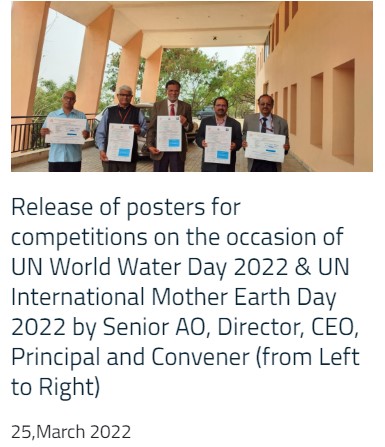 Release of posters for
competitions on the occasion of
UN World Water Day 2022 & UN
International Mother Earth Day
2022 by Senior AO, Director, CEO,
Principal and Convener (from Left
to Right)
25,March 2022